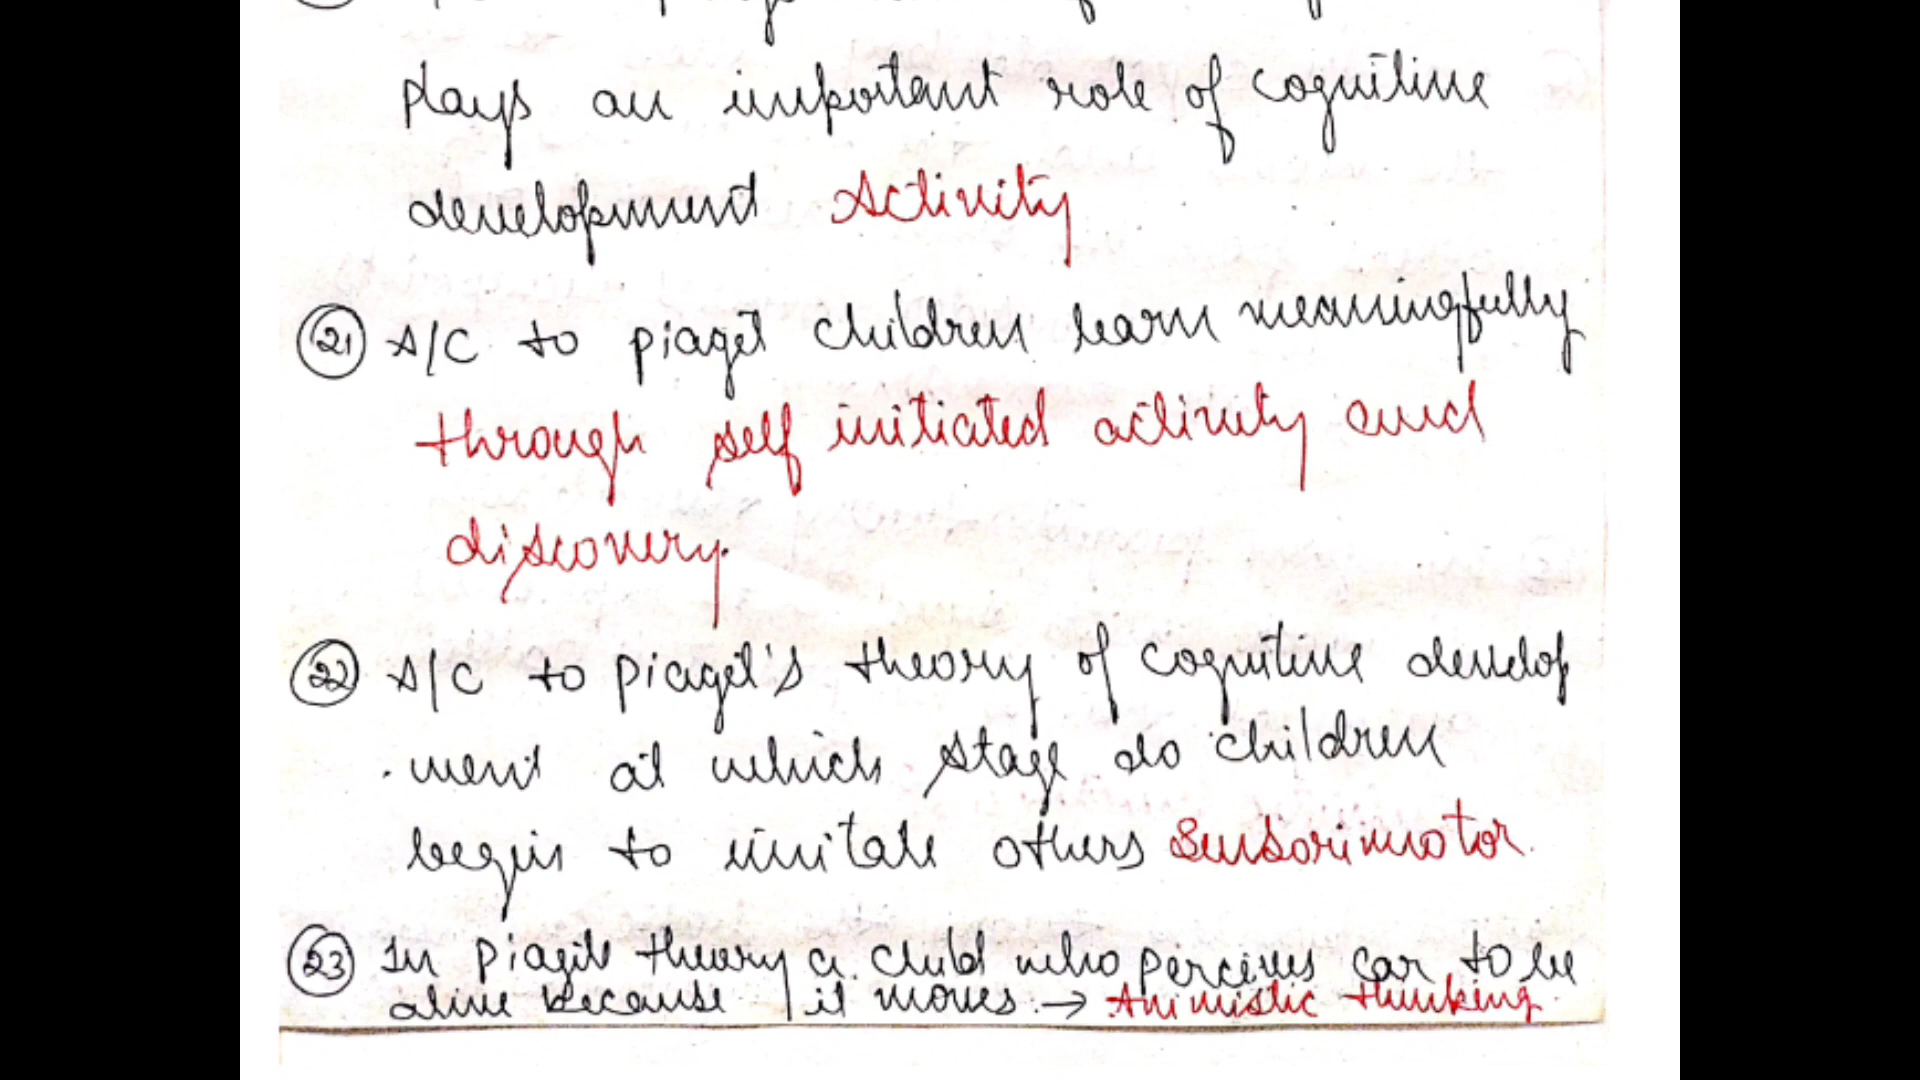 plays an important role of cognitive
development Activity
21 A/C to piaget children learn meaningfully
through self initiated activity and
discovery.
22 A/C to Piaget's theory of cognitive develop
ment at which stage do children
begin to imitate others Sensorimotor.
23 In Piagets theory a child who percieves car to be
alive because it moves. → Animistic thinking.